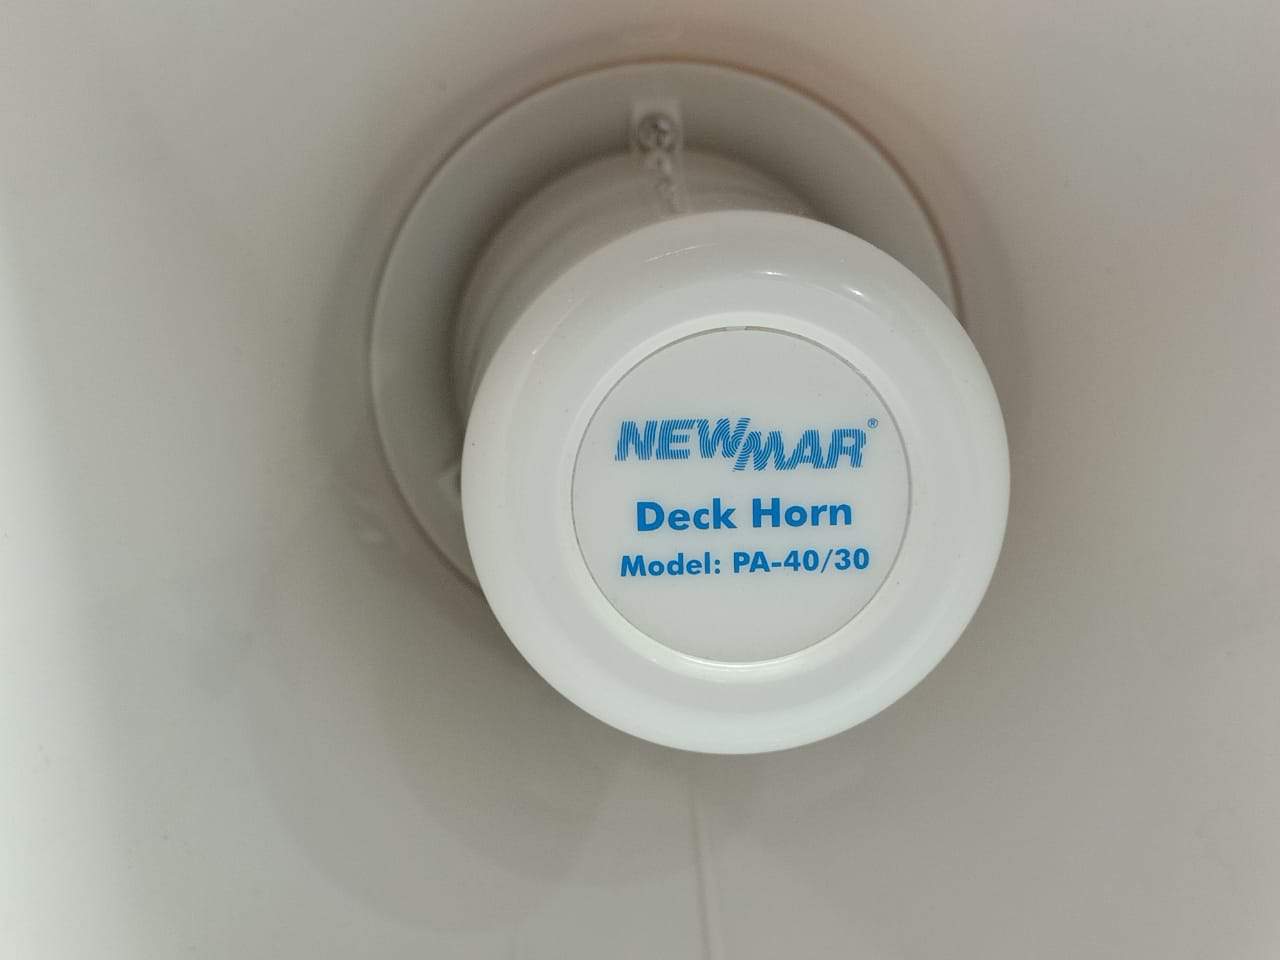 NEWMAR®
Deck Horn
Model: PA-40/30